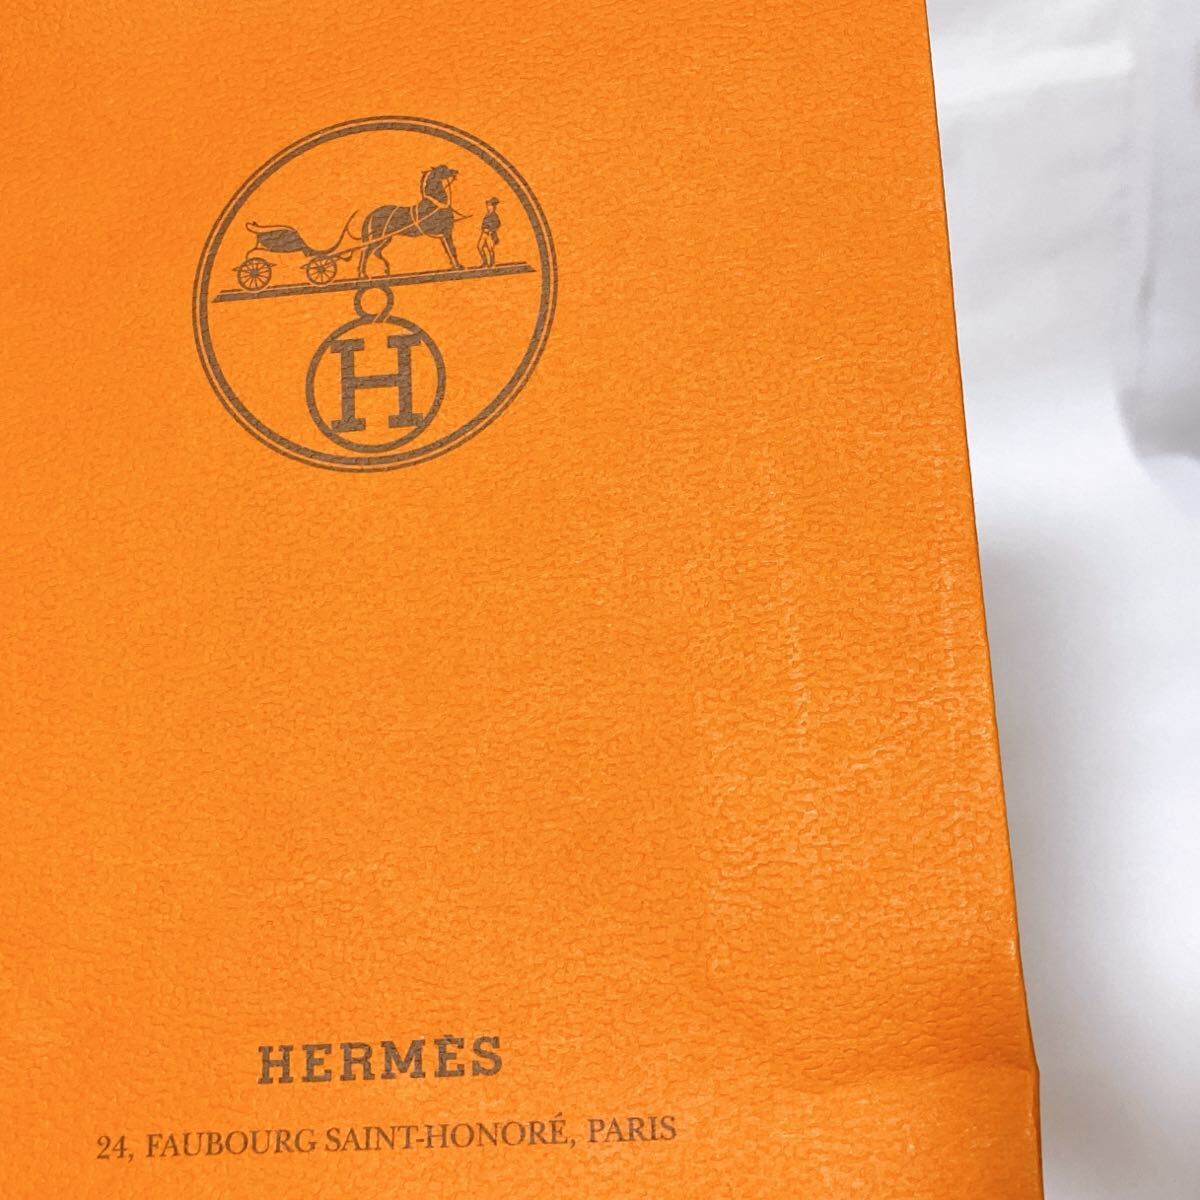 H
HERMÈS
24, FAUBOURG SAINT-HONORÉ, PARIS